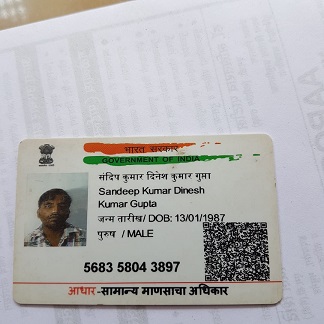 भारत सरकार
GOVERNMENT OF INDIA
संदिप कुमार दिनेश कुमार गुप्ता
Sandeep Kumar Dinesh
Kumar Gupta
जन्म तारीख/ DOB: 13/01/1987
पुरुष / MALE
5683 5804 3897
आधार-सामान्य माणसाचा अधिकार